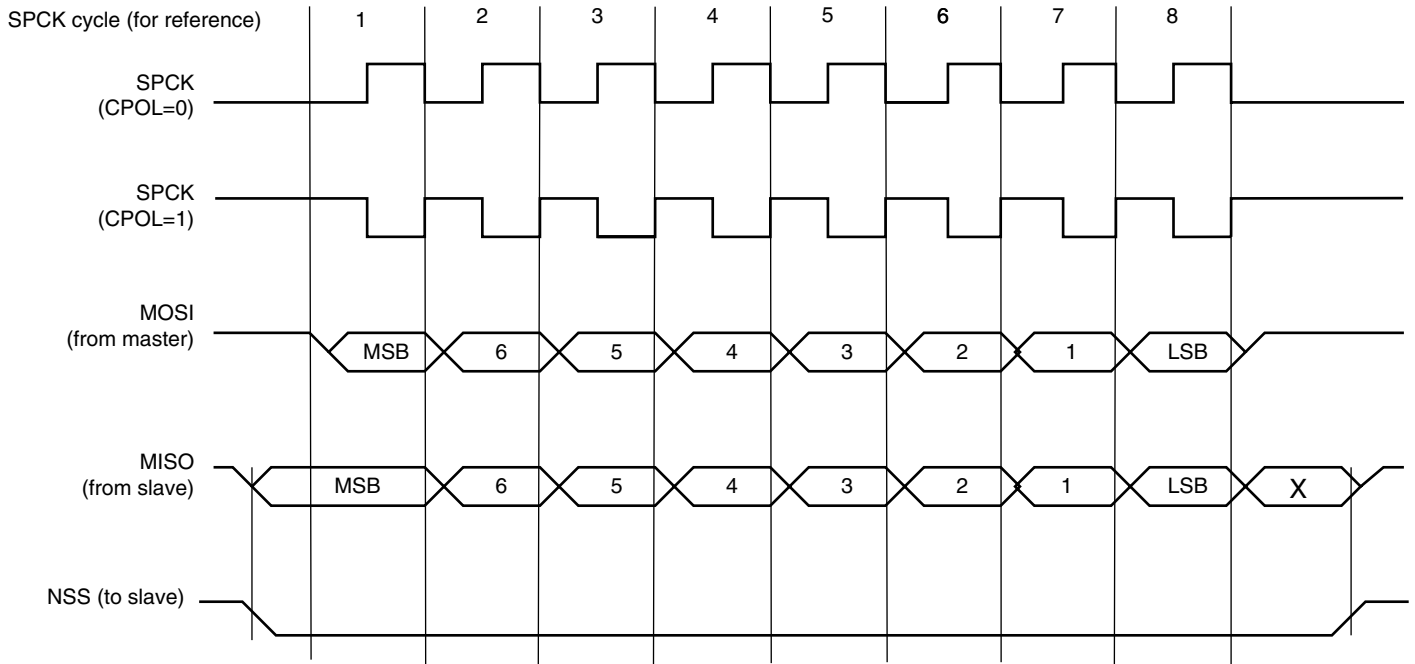 SPCK cycle (for reference) 1 2 3 4 5 6 7 8
SPCK
(CPOL=0)
SPCK
(CPOL=1)
MOSI
(from master)
MSB 6 5 4 3 2 1 LSB
MISO
(from slave)
MSB 6 5 4 3 2 1 LSB X
NSS (to slave)